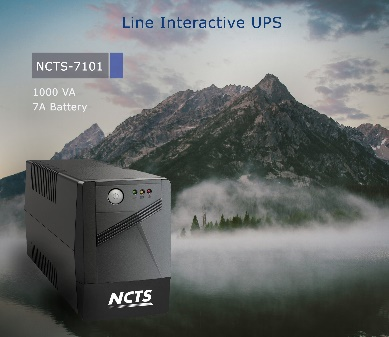 Line Interactive UPS
NCTS-7101
1000 VA
7A Battery
NCTS